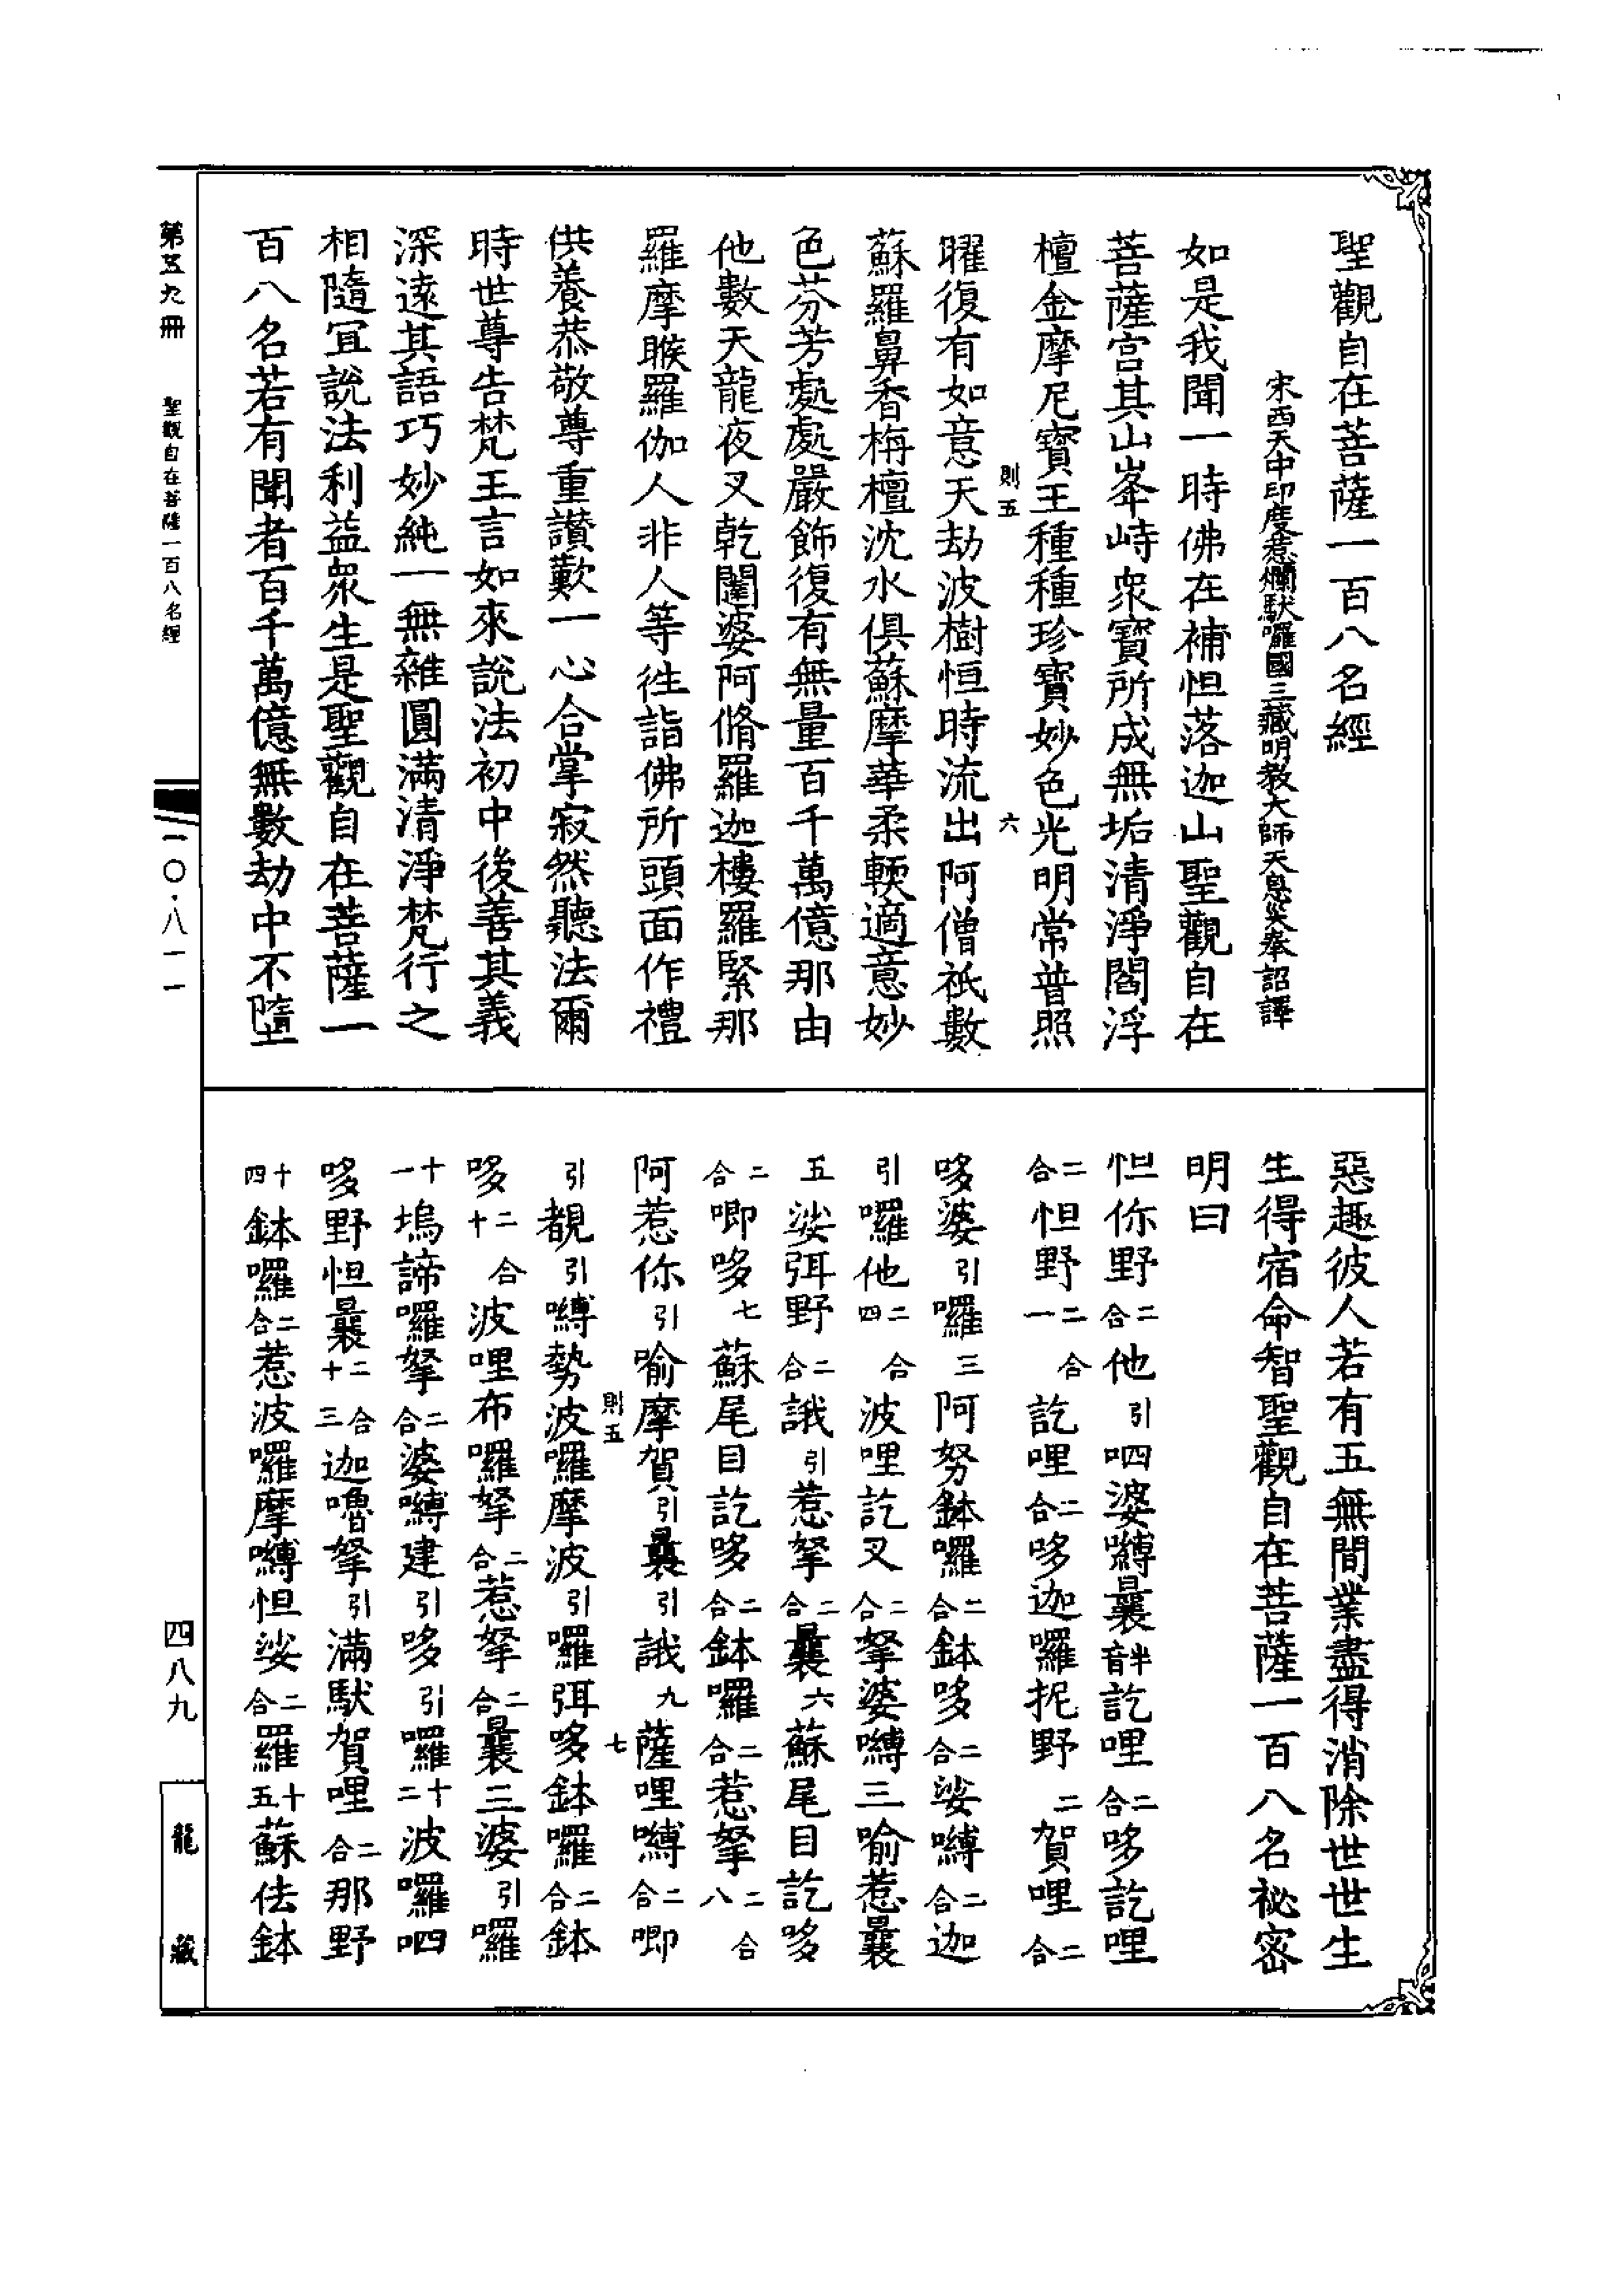 聖觀自在菩薩一百八名經
宋西天中印度惹爛馱囉國三藏明教大師天息災奉詔譯
如是我聞一時佛在補怛落迦山聖觀自在
菩薩宮其山峯峙衆寶所成無垢清淨閻浮
檀金摩尼寶王種種珍寶妙色光明常普照
則五 六
曜復有如意天劫波樹恒時流出阿僧祇數
蘇羅鼻香栴檀沈水俱蘇摩華柔輭適意妙
色芬芳處處嚴飾復有無量百千萬億那由
他數天龍夜叉乾闥婆阿脩羅迦樓羅緊那
羅摩睺羅伽人非人等往詣佛所頭面作禮
供養恭敬尊重讚歎一心合掌寂然聽法爾
時世尊告梵王言如來說法初中後善其義
深遠其語巧妙純一無雜圓滿清淨梵行之
相隨宜說法利益衆生是聖觀自在菩薩一
百八名若有聞者百千萬億無數劫中不墮
惡趣彼人若有五無間業盡得消除世世生
生得宿命智聖觀自在菩薩一百八名祕密
明曰
怛你野二合他引呬婆嚩曩半音訖哩二合哆訖哩
二合怛野二合一訖哩二合哆迦囉抳野二賀哩二合
哆婆引囉三阿努鉢囉二合鉢哆二合娑嚩二合迦
引囉他二合四波哩訖叉二合拏婆嚩三喻惹曩
五娑弭野二合誐引惹拏二合曩六蘇尾目訖哆
二合唧哆七蘇尾目訖哆二合鉢囉二合惹拏二合八
阿惹你引喻摩賀引曩引誐九薩哩嚩二合唧
則五 七
引覩引嚩勢波囉摩波引囉弭哆鉢囉二合鉢
哆二合十波哩布囉拏二合惹拏二合曩三婆引囉
十一塢諦囉拏二合婆嚩建引哆引囉十二波囉呬
哆野怛曩二合十三迦嚕拏引滿馱賀哩二合那野
十四鉢囉二合惹波囉摩嚩怛娑二合羅十五蘇佉鉢
第五九冊 聖觀自在菩薩一百八名經
一〇·八一一
四八九
龍藏